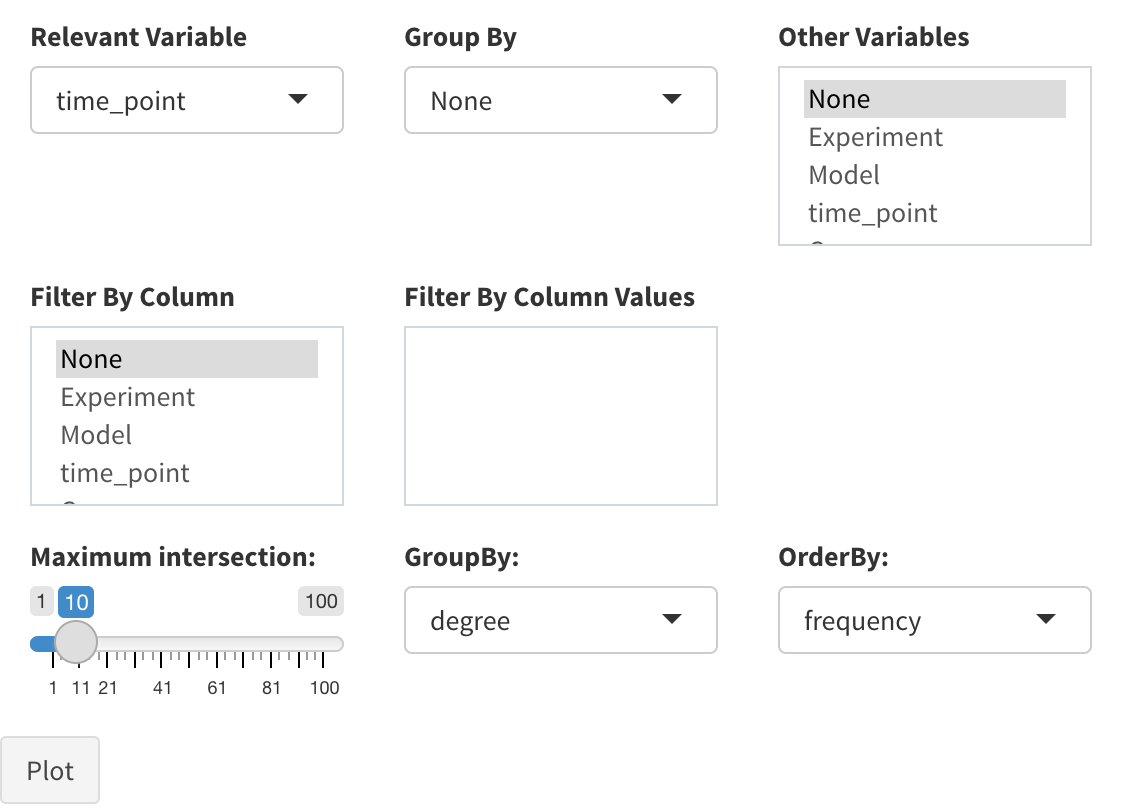 Relevant Variable
Group By
Other Variables
time_point
None
None
Experiment
Model
time_point
Filter By Column
Filter By Column Values
None
Experiment
Model
time_point
Maximum intersection:
GroupBy:
OrderBy:
1 10 100
degree
frequency
1 11 21 41 61 81 100
Plot